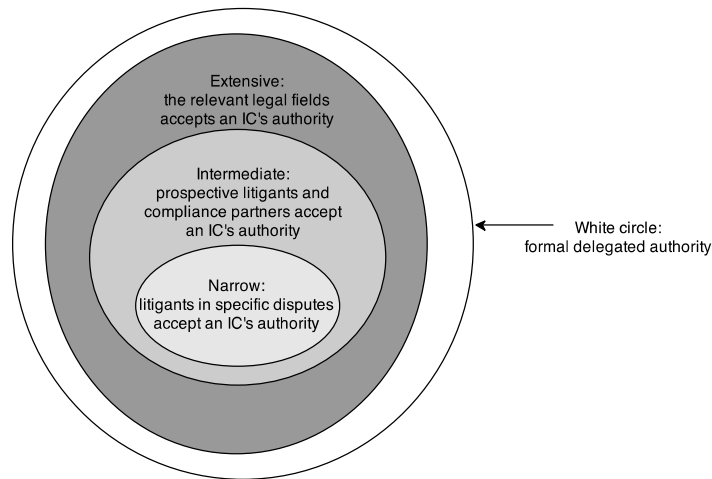 Extensive:
the relevant legal fields
accepts an IC's authority
Intermediate:
prospective litigants and
compliance partners accept
an IC's authority
Narrow:
litigants in specific disputes
accept an IC's authority
White circle:
formal delegated authority